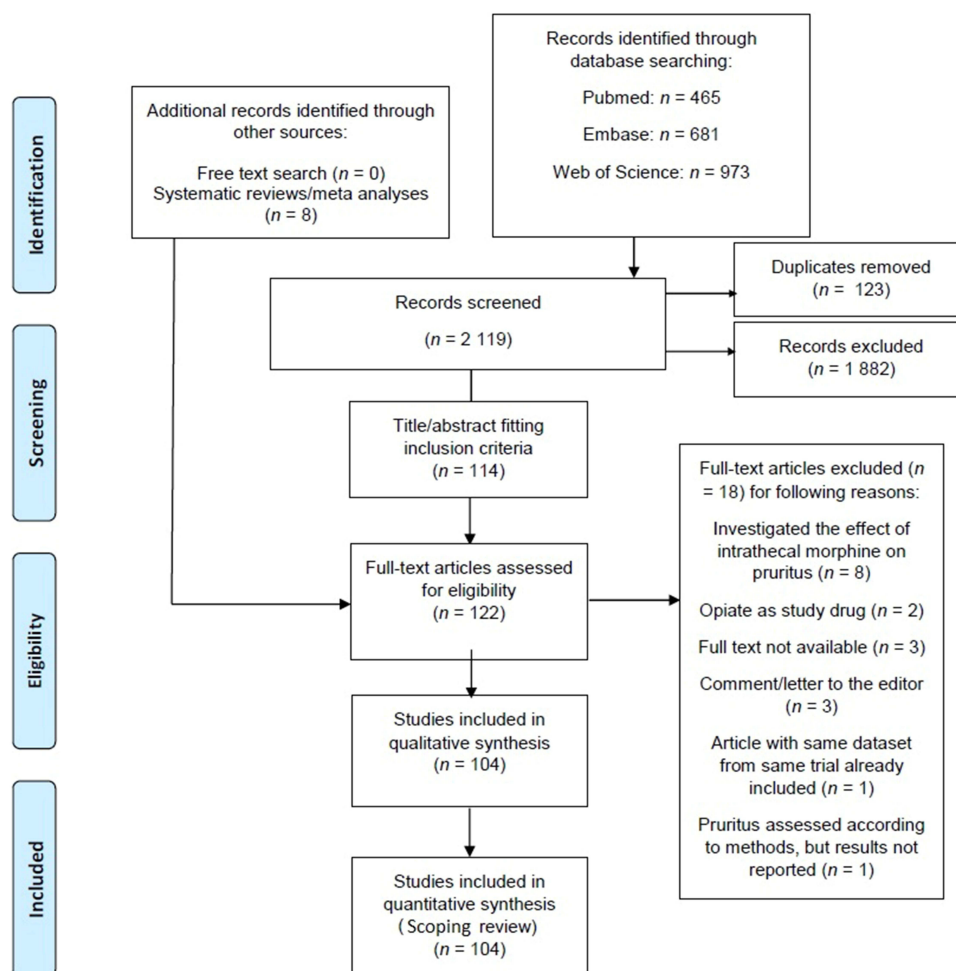 Identification
Screening
Eligibility
Included
Records identified through
database searching:
Pubmed: n = 465
Embase: n = 681
Web of Science: n = 973
Additional records identified through
other sources:
Free text search (n = 0)
Systematic reviews/meta analyses
(n = 8)
Duplicates removed
(n = 123)
Records screened
(n = 2 119)
Records excluded
(n = 1 882)
Title/abstract fitting
inclusion criteria
(n = 114)
Full-text articles assessed
for eligibility
(n = 122)
Full-text articles excluded (n
= 18) for following reasons:
Investigated the effect of
intrathecal morphine on
pruritus (n = 8)
Opiate as study drug (n = 2)
Full text not available (n = 3)
Comment/letter to the editor
(n = 3)
Article with same dataset
from same trial already
included (n = 1)
Pruritus assessed according
to methods, but results not
reported (n = 1)
Studies included in
qualitative synthesis
(n = 104)
Studies included in
quantitative synthesis
(Scoping review)
(n = 104)